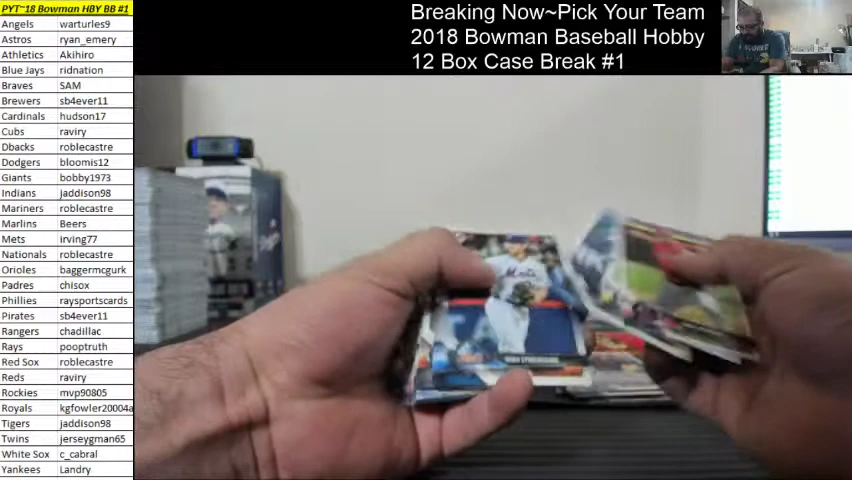 PYT~18 Bowman HBY BB #1
Angels warturles9
Astros ryan_emery
Athletics Akihiro
Blue Jays ridnation
Braves SAM
Brewers sb4ever11
Cardinals hudson17
Cubs raviry
Dbacks roblecastre
Dodgers bloomis12
Giants bobby1973
Indians jaddison98
Mariners roblecastre
Marlins Beers
Mets irving77
Nationals roblecastre
Orioles baggermcgurk
Padres chisox
Phillies raysportscards
Pirates sb4ever11
Rangers chadillac
Rays pooptruth
Red Sox roblecastre
Reds raviry
Rockies mvp90805
Royals kgfowler20004a
Tigers jaddison98
Twins jerseygman65
White Sox c_cabral
Yankees Landry
Breaking Now~Pick Your Team
2018 Bowman Baseball Hobby
12 Box Case Break #1
Mets